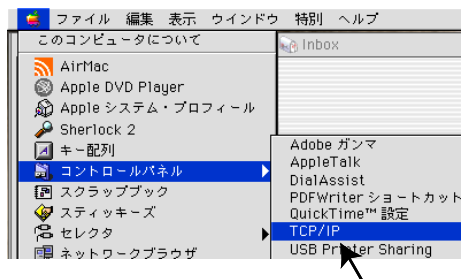 ファイル 編集 表示 ウインドウ 特別 ヘルプ
このコンピュータについて
Inbox
AirMac
Apple DVD Player
Apple システム・プロフィール
Sherlock 2
キー配列
コントロールパネル
スクラップブック
スティッキーズ
セレクタ
ネットワークブラウザ
Adobe ガンマ
AppleTalk
DialAssist
PDFWriter ショートカット
QuickTime™ 設定
TCP/IP
USB Printer Sharing